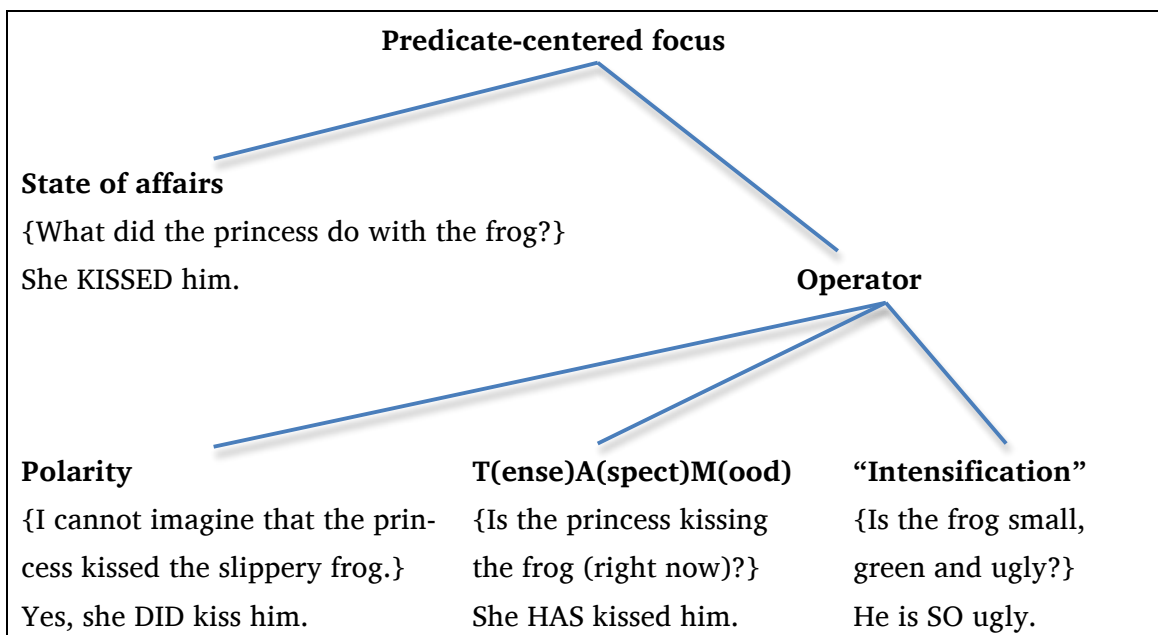 Predicate-centered focus
State of affairs
{What did the princess do with the frog?}
She KISSED him.
Operator
Polarity
{I cannot imagine that the prin-
cess kissed the slippery frog.}
Yes, she DID kiss him.
T(ense)A(spect)M(ood)
{Is the princess kissing
the frog (right now)?}
She HAS kissed him.
“Intensification”
{Is the frog small,
green and ugly?}
He is SO ugly.